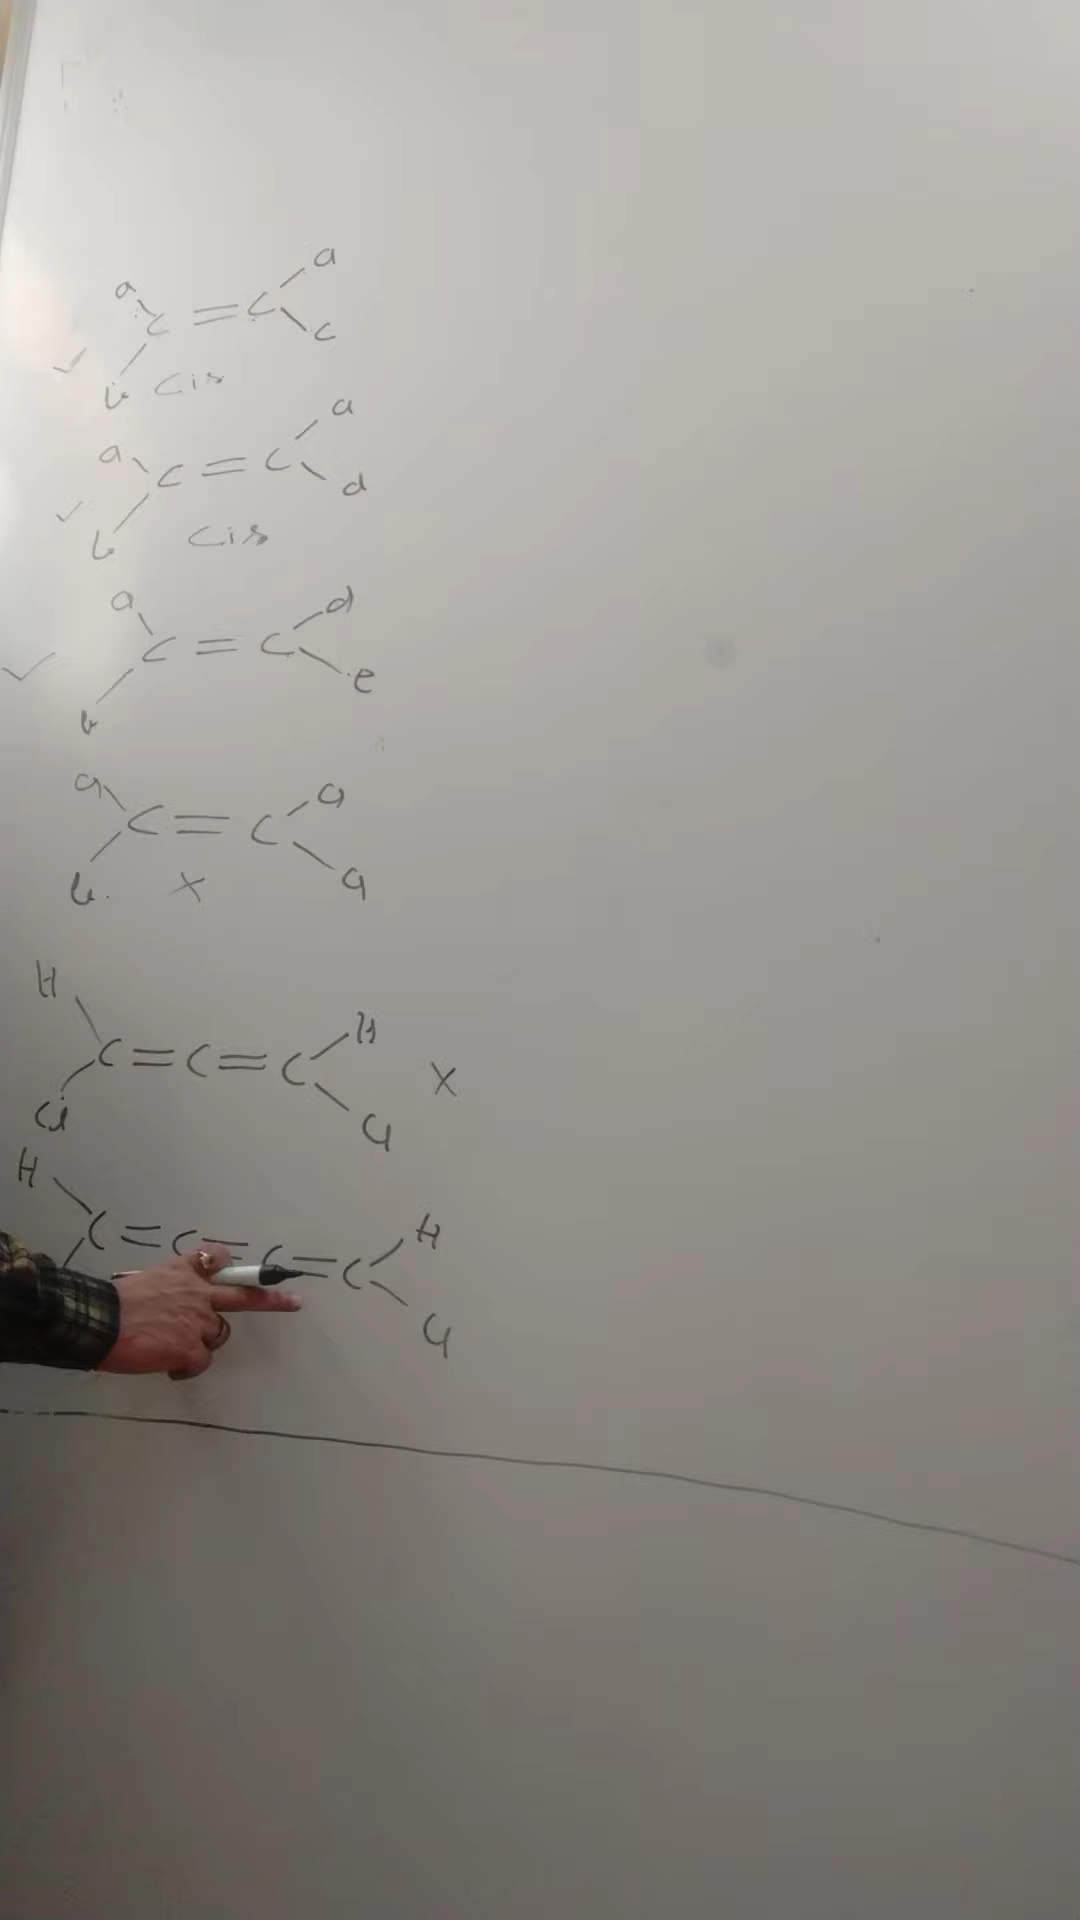 a a
C = C
b c
✓
cis
a a
C = C
b d
✓
cis
a d
C = C
b e
✓
a a
C = C
b a
X
H H
C = C = C X
Cl Cl
H H
C = C = C = C
Cl